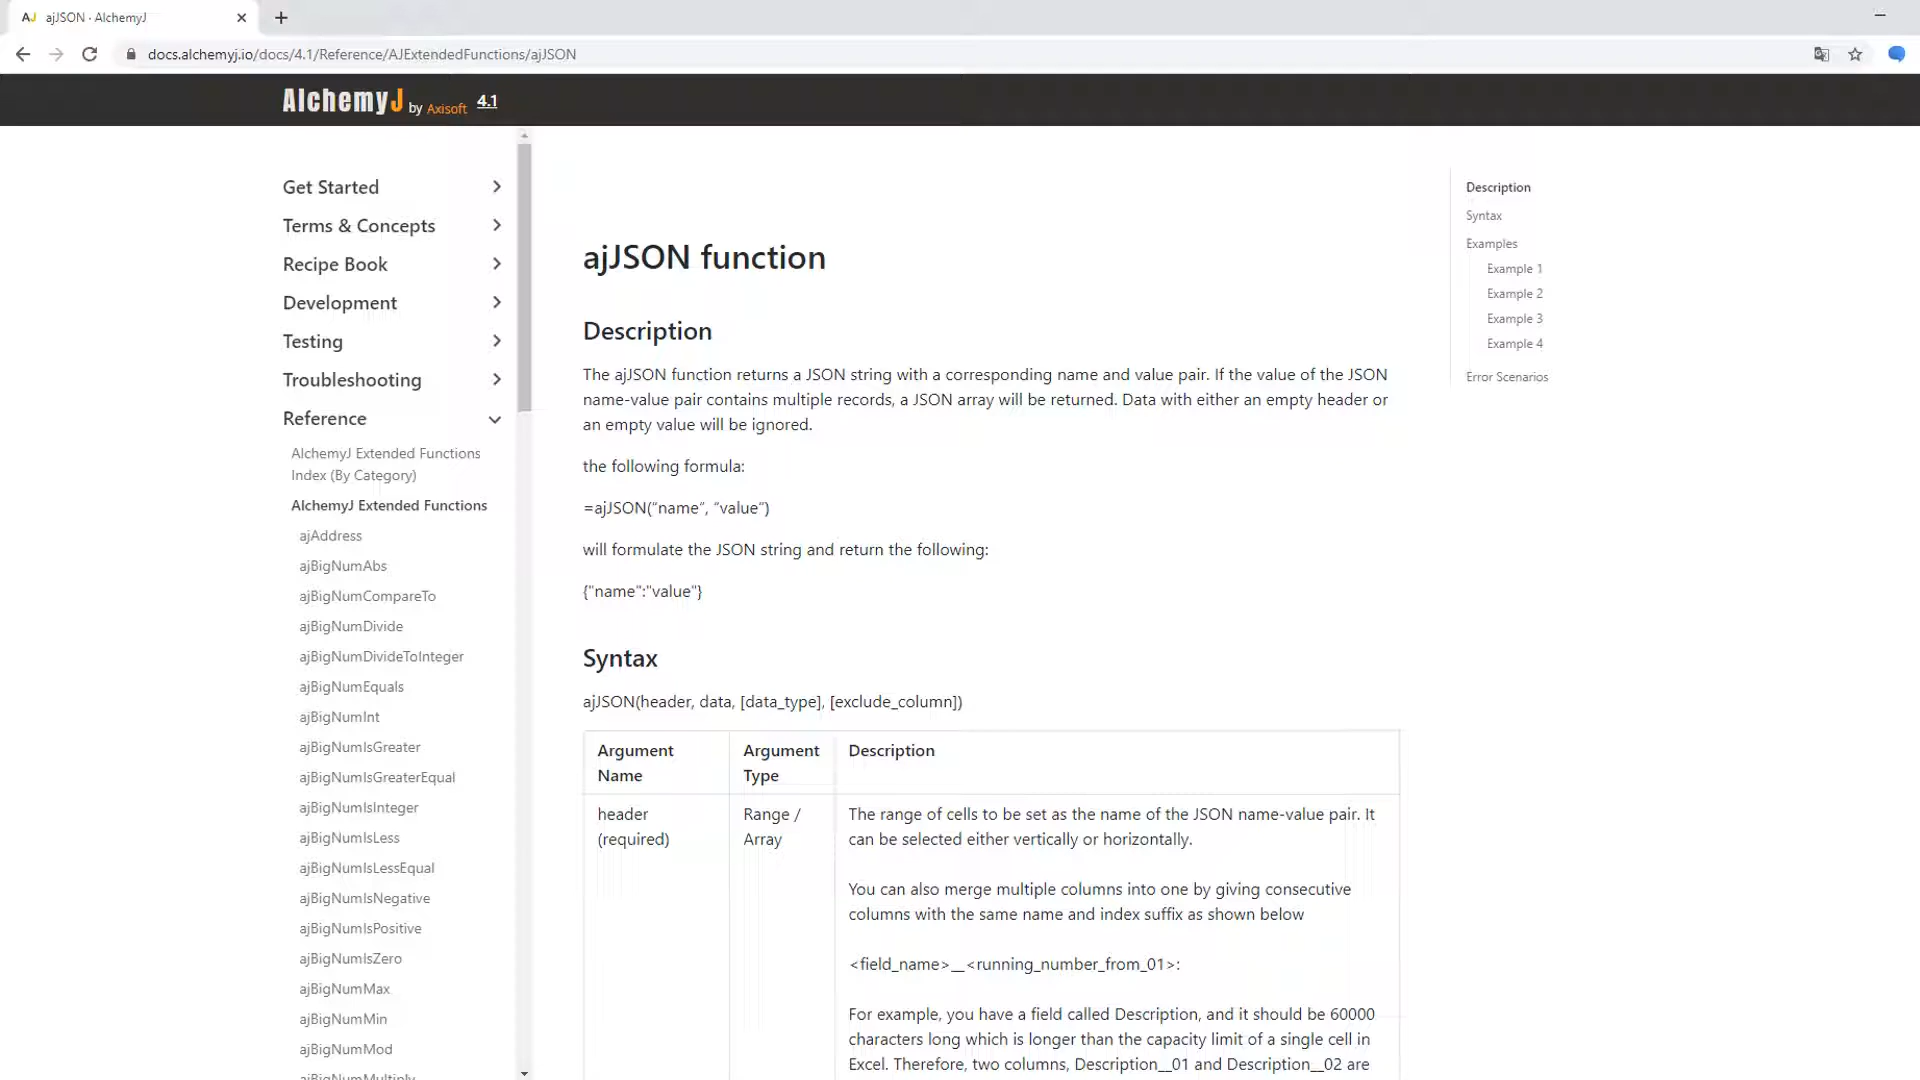 AJ ajJSON · AlchemyJ
docs.alchemyj.io/docs/4.1/Reference/AJExtendedFunctions/ajJSON
AlchemyJ by Axisoft 4.1
Get Started
Terms & Concepts
Recipe Book
Development
Testing
Troubleshooting
Reference
AlchemyJ Extended Functions
Index (By Category)
AlchemyJ Extended Functions
ajAddress
ajBigNumAbs
ajBigNumCompareTo
ajBigNumDivide
ajBigNumDivideToInteger
ajBigNumEquals
ajBigNumInt
ajBigNumIsGreater
ajBigNumIsGreaterEqual
ajBigNumIsInteger
ajBigNumIsLess
ajBigNumIsLessEqual
ajBigNumIsNegative
ajBigNumIsPositive
ajBigNumIsZero
ajBigNumMax
ajBigNumMin
ajBigNumMod
ajBigNumMultiply
ajJSON function
Description
The ajJSON function returns a JSON string with a corresponding name and value pair. If the value of the JSON
name-value pair contains multiple records, a JSON array will be returned. Data with either an empty header or
an empty value will be ignored.
the following formula:
=ajJSON(“name”, “value”)
will formulate the JSON string and return the following:
{"name":"value"}
Syntax
ajJSON(header, data, [data_type], [exclude_column])
Argument
Name
Argument
Type
Description
header
(required)
Range /
Array
The range of cells to be set as the name of the JSON name-value pair. It
can be selected either vertically or horizontally.
You can also merge multiple columns into one by giving consecutive
columns with the same name and index suffix as shown below
<field_name>__<running_number_from_01>:
For example, you have a field called Description, and it should be 60000
characters long which is longer than the capacity limit of a single cell in
Excel. Therefore, two columns, Description__01 and Description__02 are
Description
Syntax
Examples
Example 1
Example 2
Example 3
Example 4
Error Scenarios